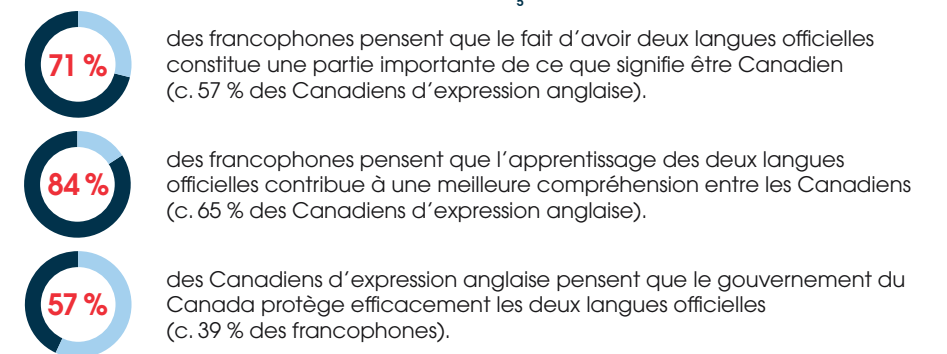 5
71 %
des francophones pensent que le fait d’avoir deux langues officielles
constitue une partie importante de ce que signifie être Canadien
(c. 57 % des Canadiens d’expression anglaise).
84 %
des francophones pensent que l’apprentissage des deux langues
officielles contribue à une meilleure compréhension entre les Canadiens
(c. 65 % des Canadiens d’expression anglaise).
57 %
des Canadiens d’expression anglaise pensent que le gouvernement du
Canada protège efficacement les deux langues officielles
(c. 39 % des francophones).